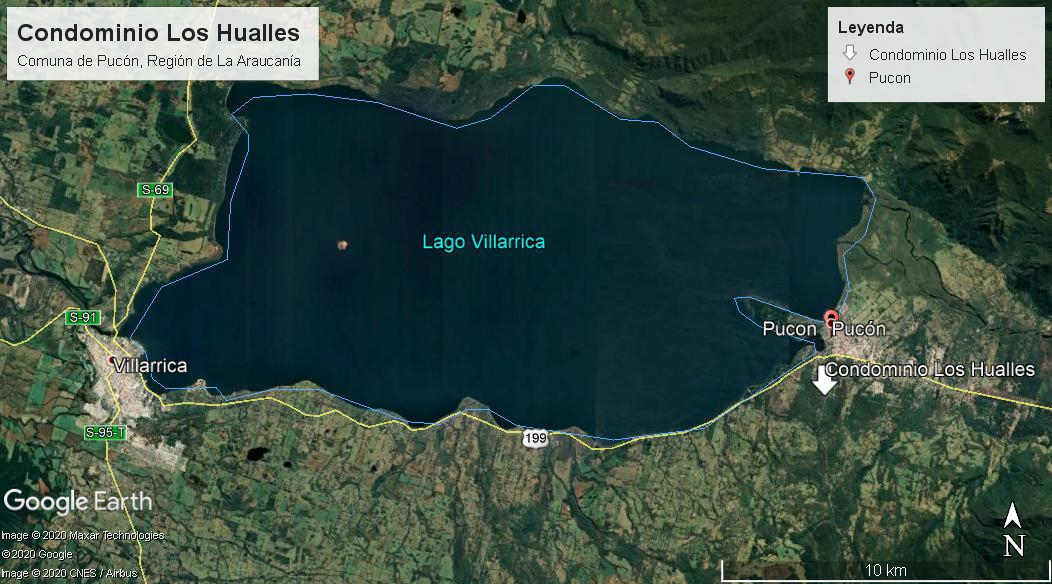 Condominio Los Hualles
Comuna de Pucón, Región de La Araucanía
Leyenda
Condominio Los Hualles
Pucon
S-69
Lago Villarrica
S-91
Pucon
Pucón
Villarrica
Condominio Los Hualles
S-95-T
199
Google Earth
Image © 2020 Maxar Technologies
© 2020 Google
Image © 2020 CNES / Airbus
N
10 km